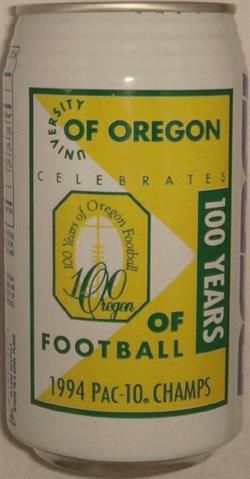 UNIVERSITY
OF OREGON
CELEBRATES
100 YEARS
100 Years of Oregon Football
100
Oregon
OF
FOOTBALL
1994 PAC-10® CHAMPS